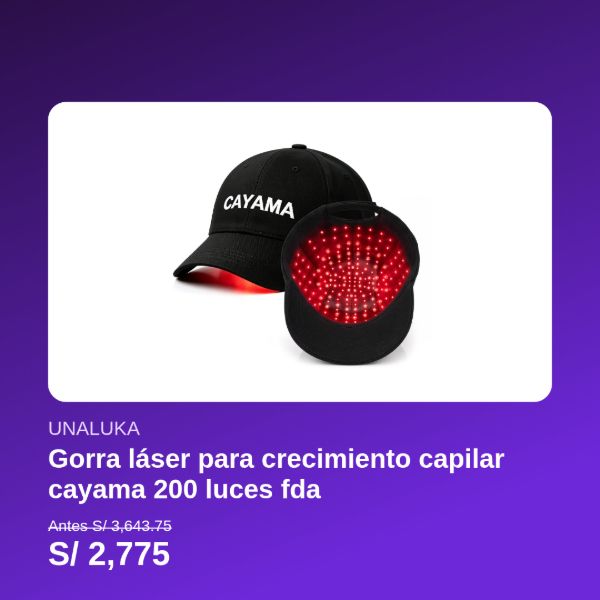 CAYAMA
UNALUKA
Gorra láser para crecimiento capilar
cayama 200 luces fda
Antes S/ 3,643.75
S/ 2,775